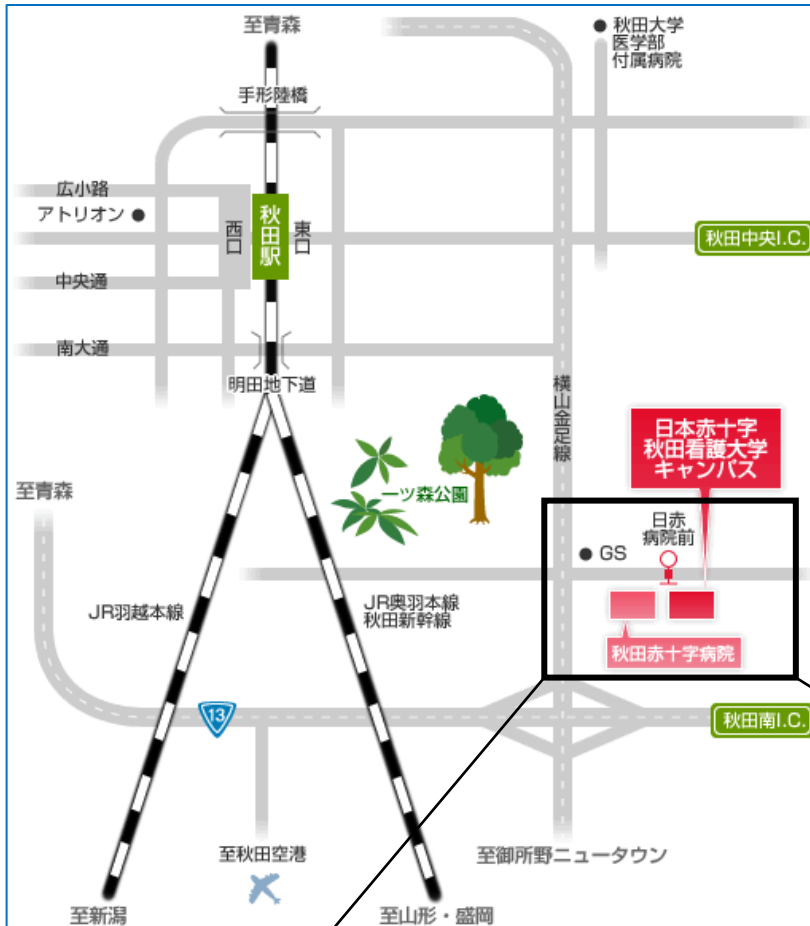 至青森
秋田大学
医学部
付属病院
手形陸橋
広小路
アトリオン
西口
秋田駅
東口
秋田中央I.C.
中央通
南大通
明田地下道
横山金足線
日本赤十字
秋田看護大学
キャンパス
一ツ森公園
至青森
日赤
病院前
GS
JR羽越本線
JR奥羽本線
秋田新幹線
秋田赤十字病院
13
秋田南I.C.
至秋田空港
至御所野ニュータウン
至新潟
至山形・盛岡